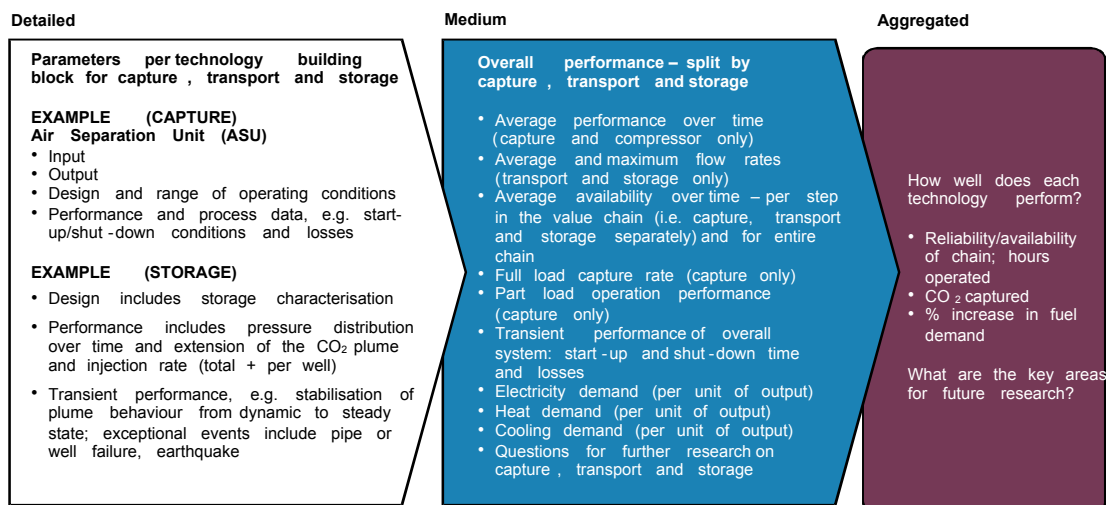 Detailed
Parameters per technology building
block for capture , transport and storage
EXAMPLE (CAPTURE)
Air Separation Unit (ASU)
• Input
• Output
• Design and range of operating conditions
• Performance and process data, e.g. start-
up/shut -down conditions and losses
EXAMPLE (STORAGE)
• Design includes storage characterisation
• Performance includes pressure distribution
over time and extension of the CO₂ plume
and injection rate (total + per well)
• Transient performance, e.g. stabilisation of
plume behaviour from dynamic to steady
state; exceptional events include pipe or
well failure, earthquake
Medium
Overall performance – split by
capture , transport and storage
• Average performance over time
(capture and compressor only)
• Average and maximum flow rates
(transport and storage only)
• Average availability over time – per step
in the value chain (i.e. capture, transport
and storage separately) and for entire
chain
• Full load capture rate (capture only)
• Part load operation performance
(capture only)
• Transient performance of overall
system: start -up and shut -down time
and losses
• Electricity demand (per unit of output)
• Heat demand (per unit of output)
• Cooling demand (per unit of output)
• Questions for further research on
capture , transport and storage
Aggregated
How well does each
technology perform?
• Reliability/availability
of chain; hours
operated
• CO ₂ captured
• % increase in fuel
demand
What are the key areas
for future research?